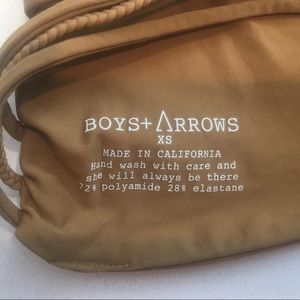 BOYS+ARROWS
XS
MADE IN CALIFORNIA
Hand wash with care and
she will always be there
72% polyamide 28% elastane